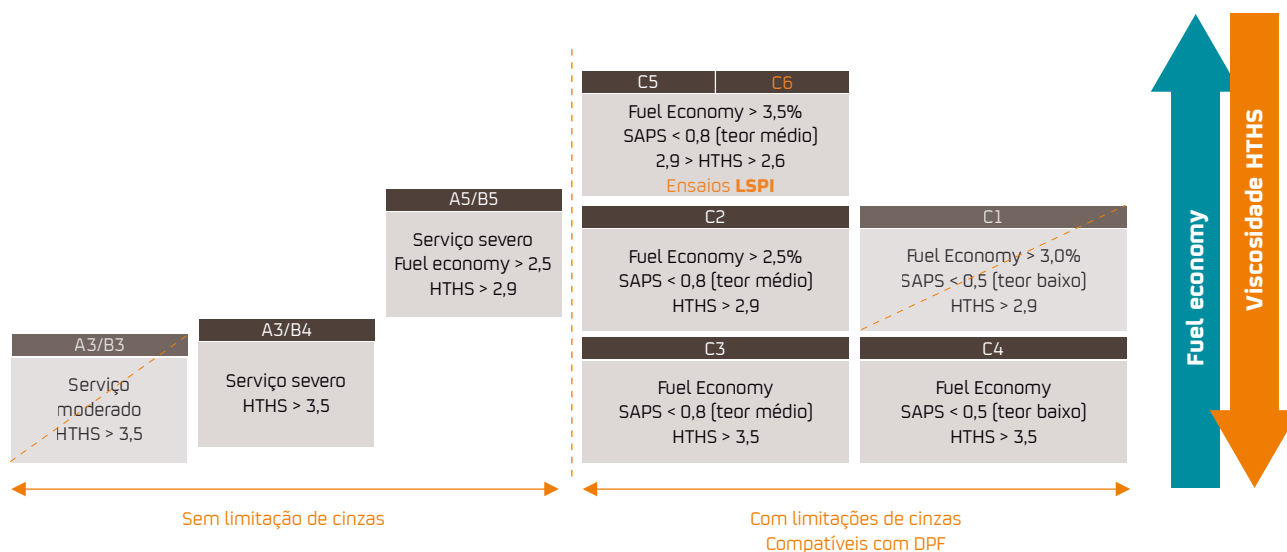 C5
C6
Fuel Economy > 3,5%
SAPS < 0,8 (teor médio)
2,9 > HTHS > 2,6
Ensaios LSPI
A5/B5
Serviço severo
Fuel economy > 2,5
HTHS > 2,9
C2
Fuel Economy > 2,5%
SAPS < 0,8 (teor médio)
HTHS > 2,9
C1
Fuel Economy > 3,0%
SAPS < 0,5 (teor baixo)
HTHS > 2,9
A3/B3
Serviço
moderado
HTHS > 3,5
A3/B4
Serviço severo
HTHS > 3,5
C3
Fuel Economy
SAPS < 0,8 (teor médio)
HTHS > 3,5
C4
Fuel Economy
SAPS < 0,5 (teor baixo)
HTHS > 3,5
Fuel economy
Viscosidade HTHS
Sem limitação de cinzas
Com limitações de cinzas
Compatíveis com DPF